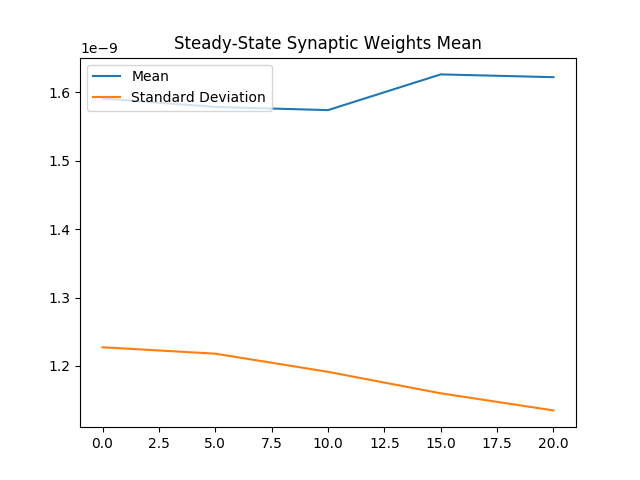 Steady-State Synaptic Weights Mean
1e−9
Mean
Standard Deviation
1.6
1.5
1.4
1.3
1.2
0.0 2.5 5.0 7.5 10.0 12.5 15.0 17.5 20.0